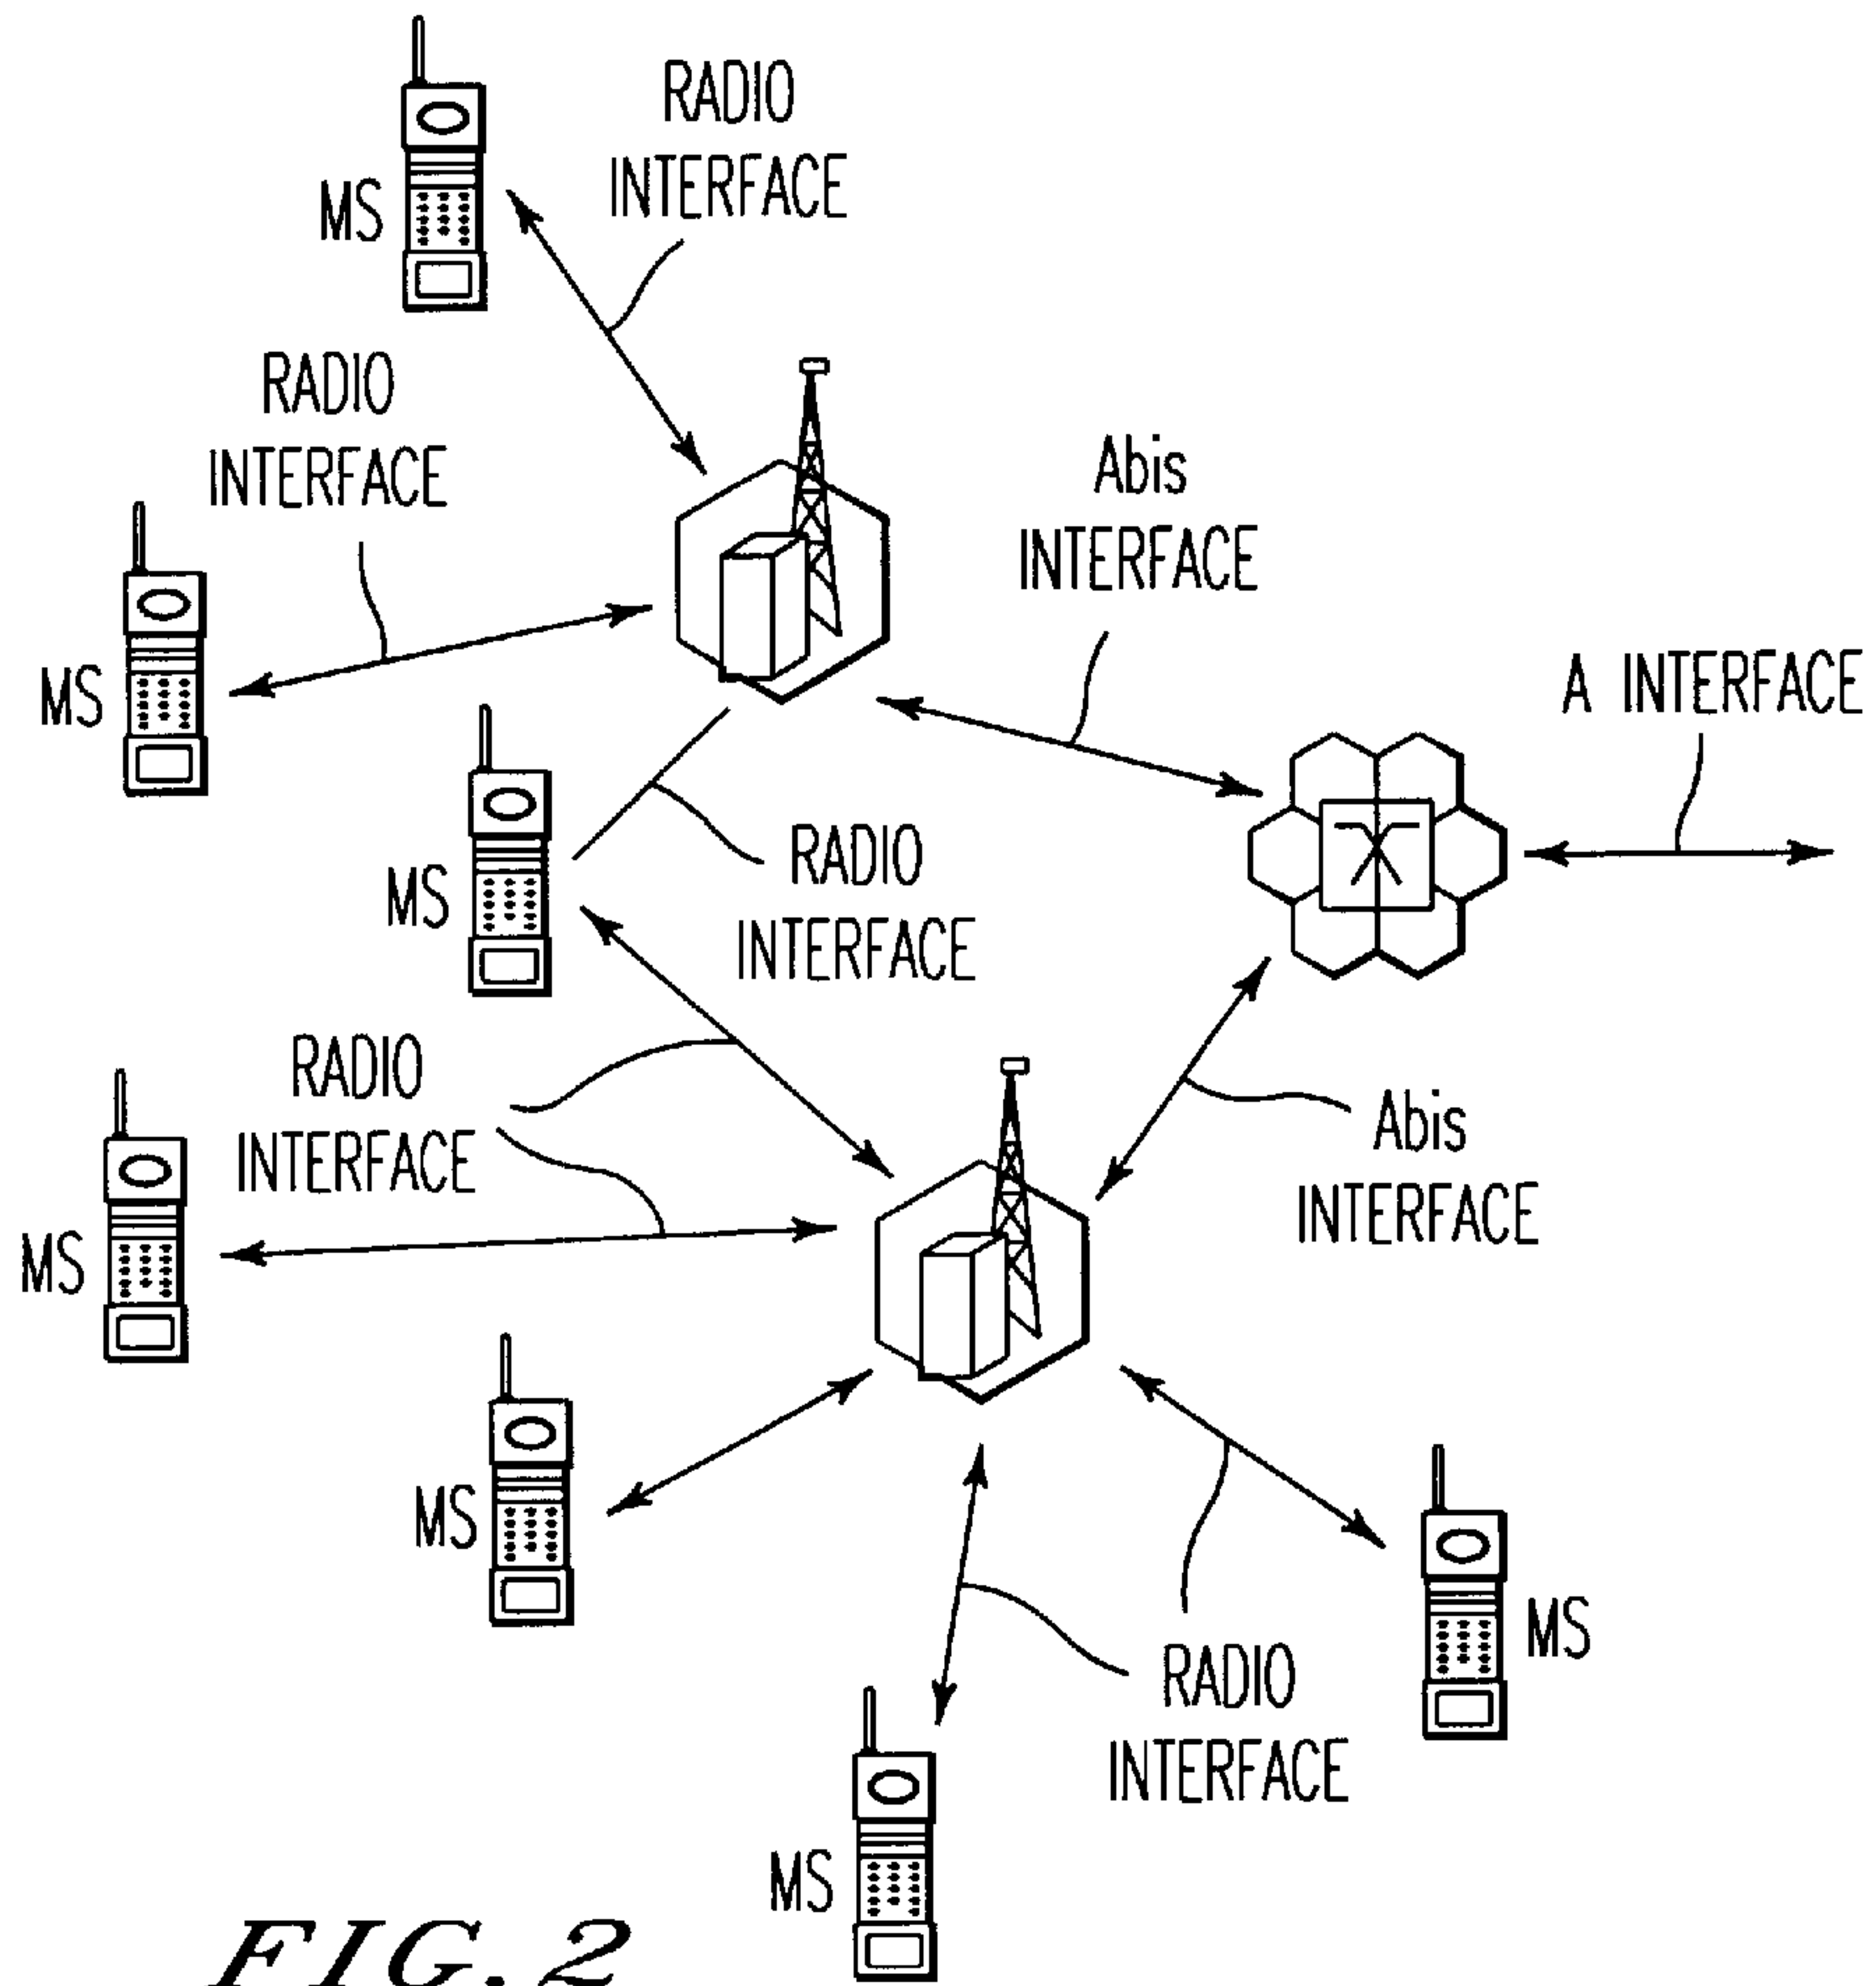 RADIO
INTERFACE
MS
RADIO
INTERFACE
Abis
INTERFACE
MS
A INTERFACE
RADIO
INTERFACE
MS
RADIO
INTERFACE
Abis
INTERFACE
MS
MS
MS
RADIO
INTERFACE
MS
FIG. 2